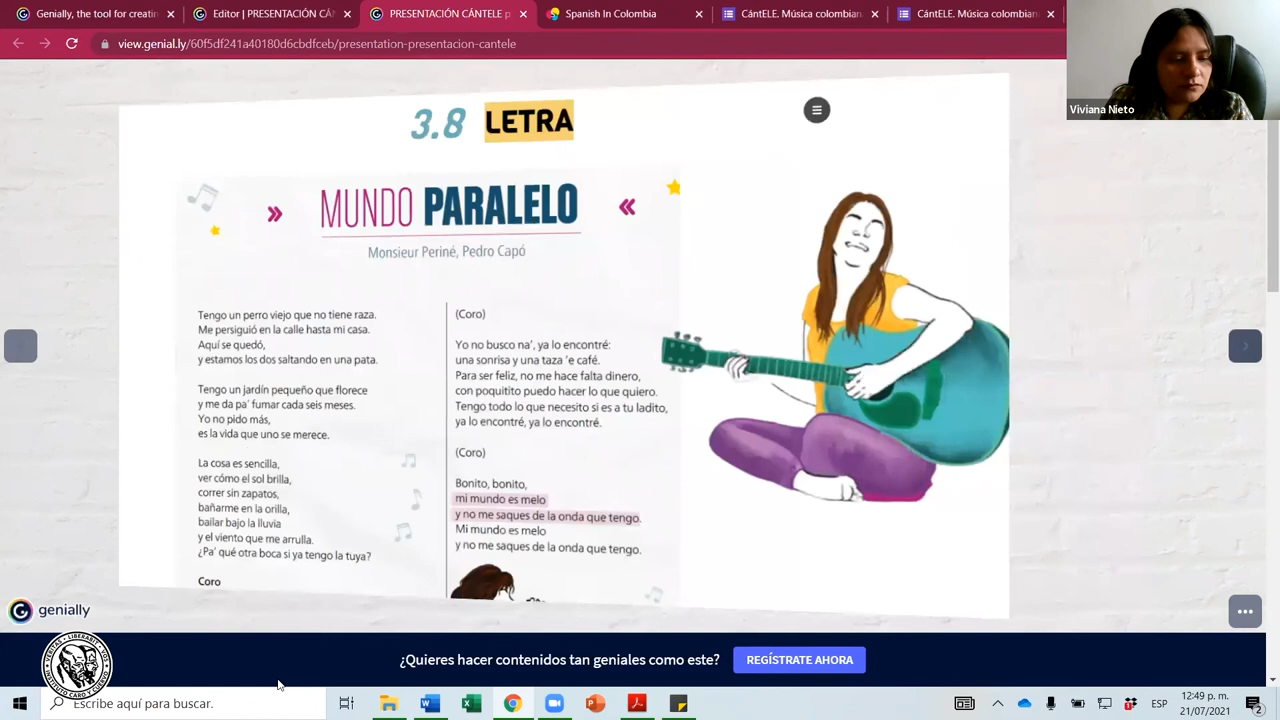 Genially, the tool for creatin
Editor | PRESENTACIÓN CÁN
PRESENTACIÓN CÁNTELE p
Spanish In Colombia
CántELE. Música colombian
CántELE. Música colombian
view.genial.ly/60f5df241a40180d6cbdfceb/presentation-presentacion-cantele
Viviana Nieto
3.8 LETRA
» MUNDO PARALELO «
Monsieur Periné, Pedro Capó
Tengo un perro viejo que no tiene raza.
Me persiguió en la calle hasta mi casa.
Aquí se quedó,
y estamos los dos saltando en una pata.
Tengo un jardín pequeño que florece
y me da pa' fumar cada seis meses.
Yo no pido más,
es la vida que uno se merece.
La cosa es sencilla,
ver cómo el sol brilla,
correr sin zapatos,
bañarme en la orilla,
bailar bajo la lluvia
y el viento que me arrulla.
¿Pa' qué otra boca si ya tengo la tuya?
Coro
(Coro)
Yo no busco na', ya lo encontré:
una sonrisa y una taza 'e café.
Para ser feliz, no me hace falta dinero,
con poquitito puedo hacer lo que quiero.
Tengo todo lo que necesito si es a tu ladito,
ya lo encontré, ya lo encontré.
(Coro)
Bonito, bonito,
mi mundo es melo
y no me saques de la onda que tengo.
Mi mundo es melo
y no me saques de la onda que tengo.
genially
¿Quieres hacer contenidos tan geniales como este?
REGÍSTRATE AHORA
Escribe aquí para buscar.
ESP
12:49 p. m.
21/07/2021
2